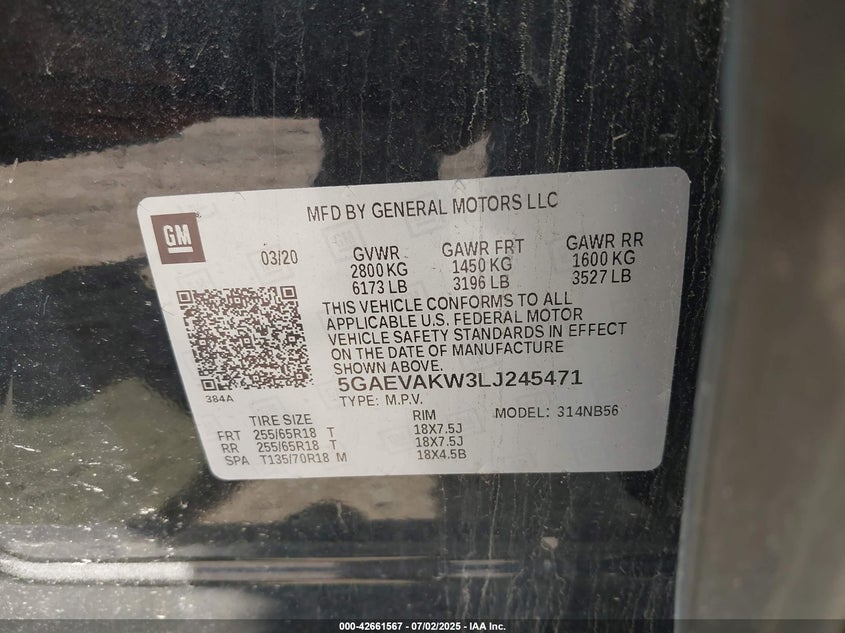 GM
MFD BY GENERAL MOTORS LLC
03/20
GVWR
2800 KG
6173 LB
GAWR FRT
1450 KG
3196 LB
GAWR RR
1600 KG
3527 LB
THIS VEHICLE CONFORMS TO ALL
APPLICABLE U.S. FEDERAL MOTOR
VEHICLE SAFETY STANDARDS IN EFFECT
ON THE DATE OF MANUFACTURE
SHOWN ABOVE.
384A
5GAEVAKW3LJ245471
TYPE: M.P.V.
MODEL: 314NB56
TIRE SIZE RIM
FRT 255/65R18 T 18X7.5J
RR 255/65R18 T 18X7.5J
SPA T135/70R18 M 18X4.5B
000-42661567 - 07/02/2025 - IAA Inc.